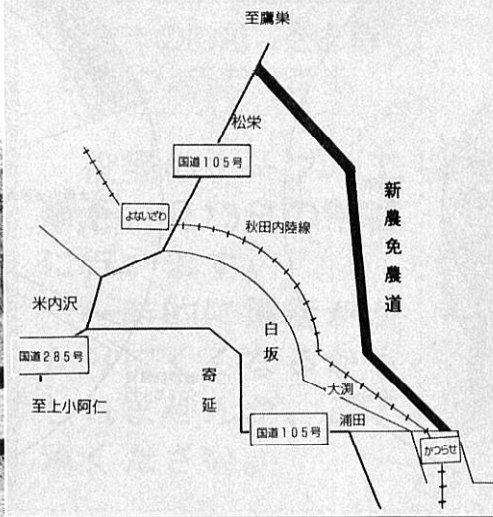 至鷹巣
松栄
国道105号
よないざわ
秋田内陸線
新農免農道
米内沢
白坂
国道285号
大渕
寄延
至上小阿仁
浦田
国道105号
かつらせ